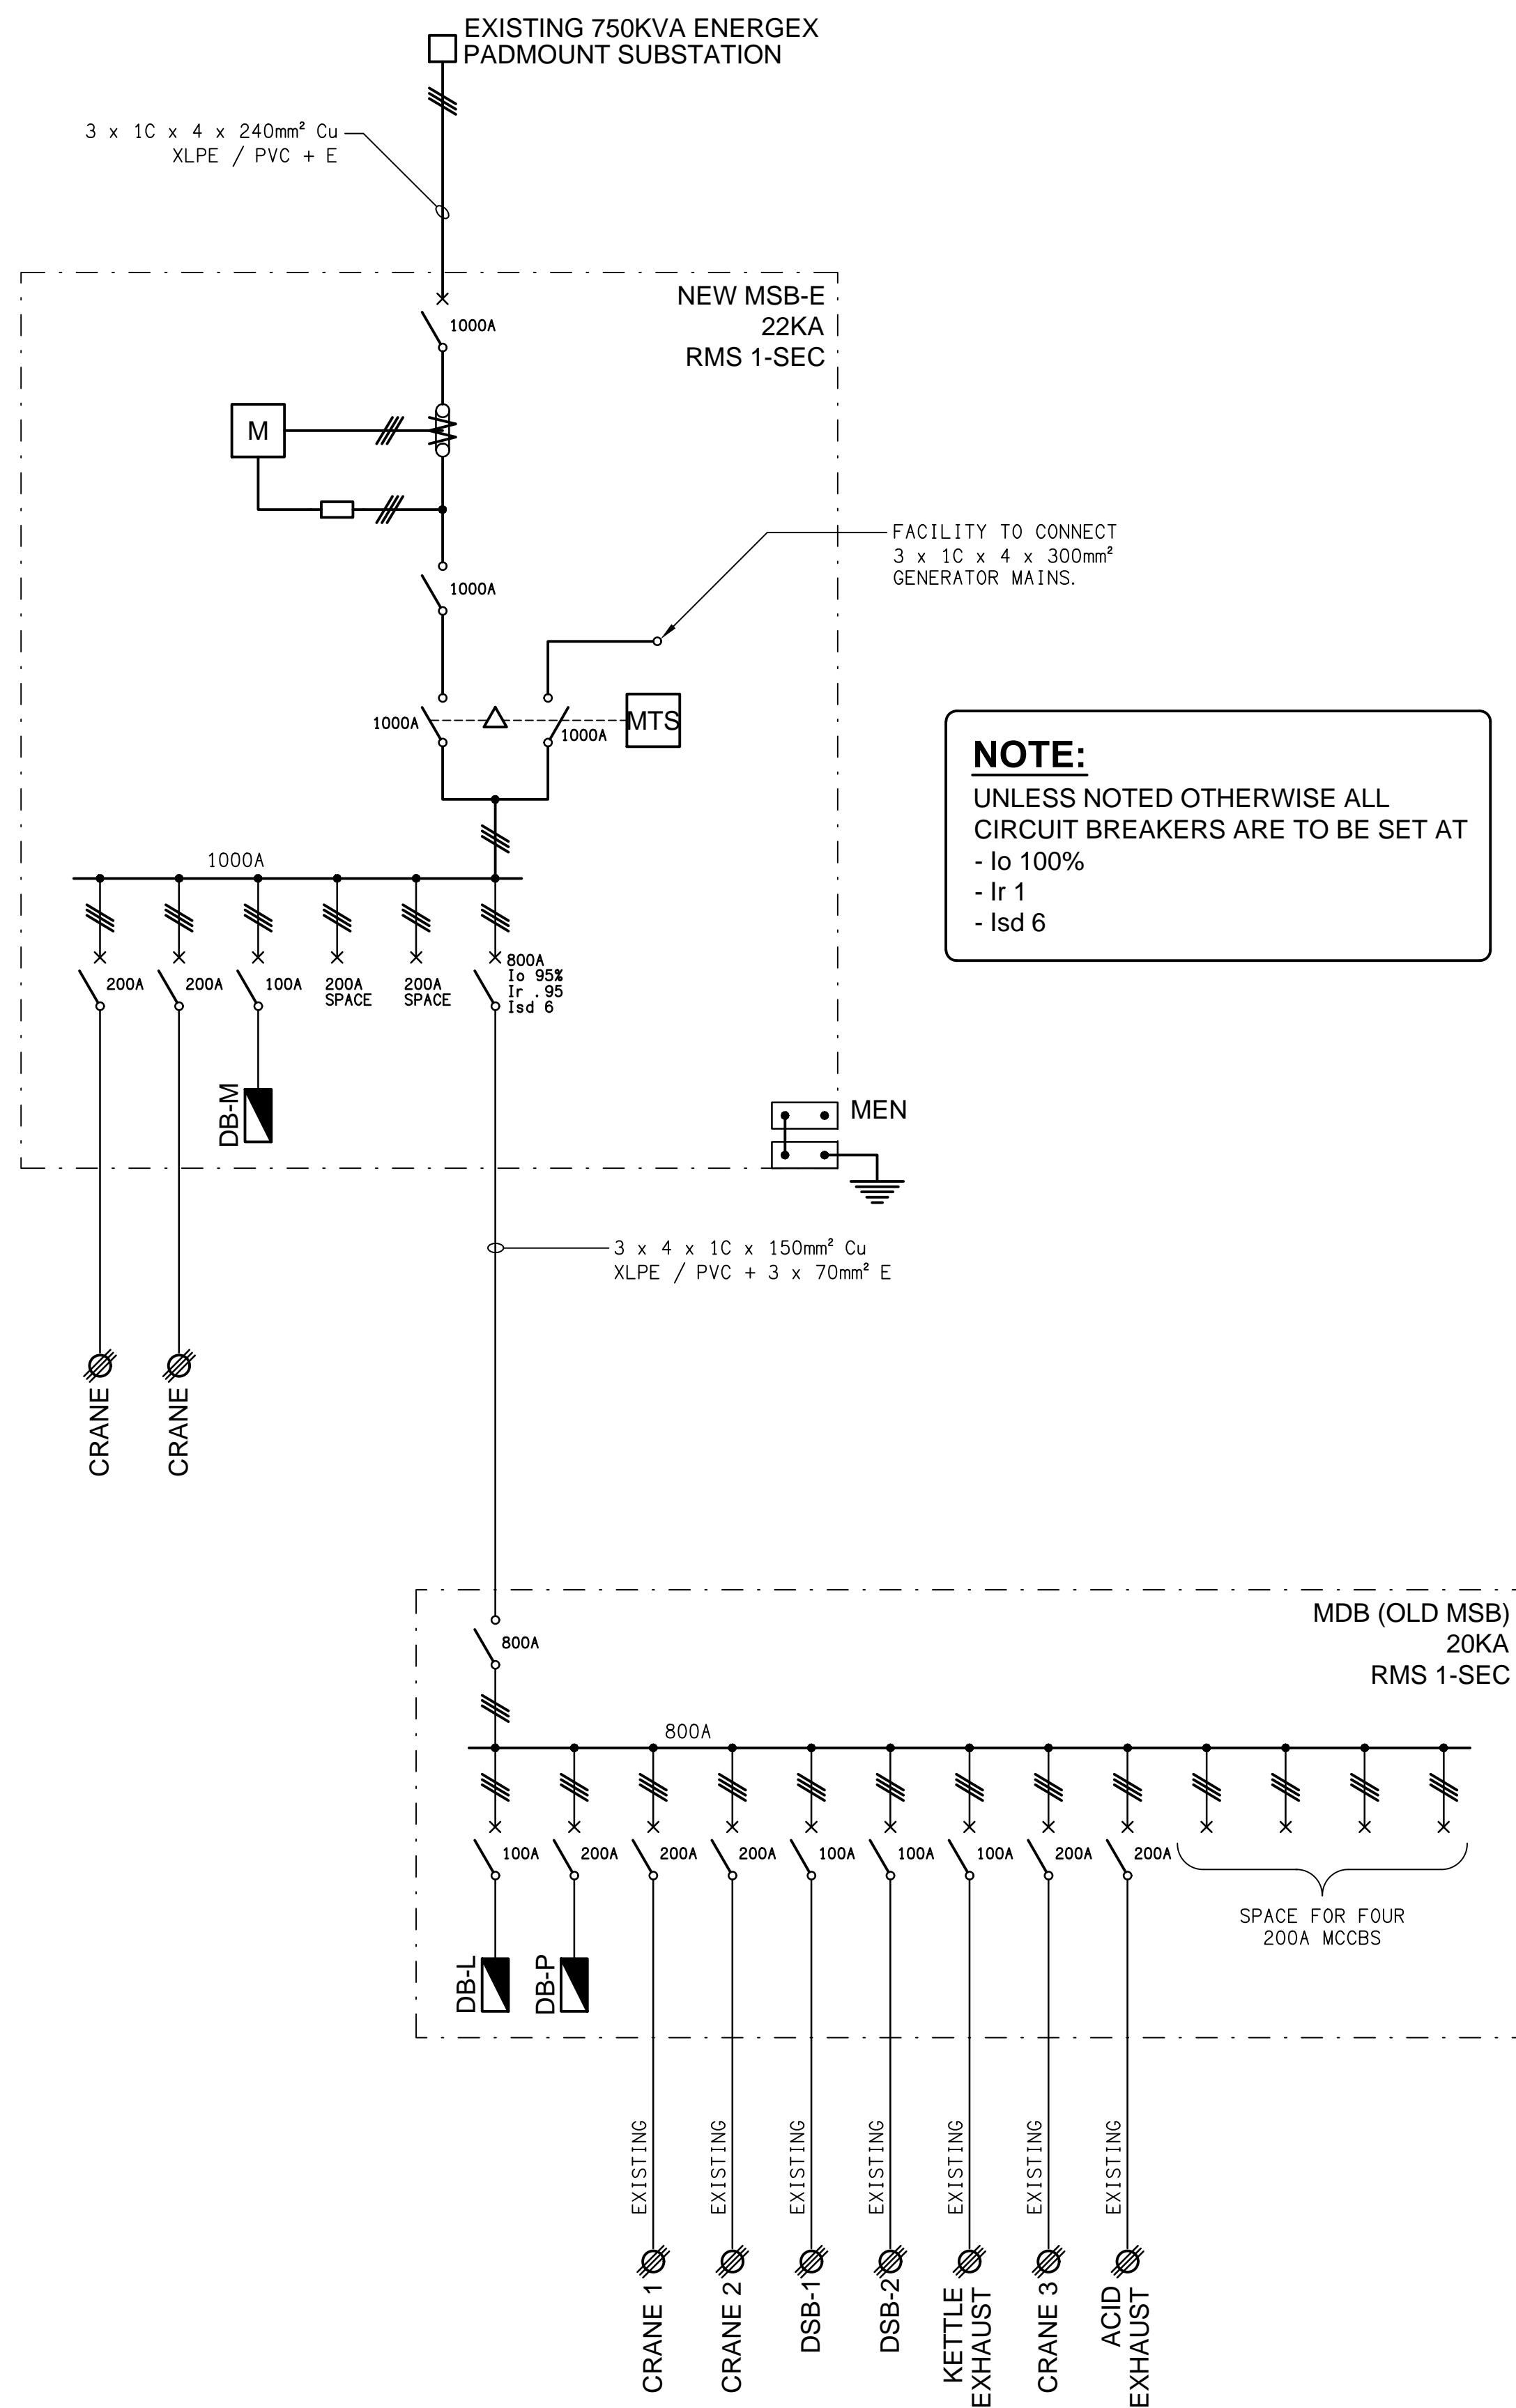 EXISTING 750KVA ENERGEX
PADMOUNT SUBSTATION
3 x 1C x 4 x 240mm² Cu
XLPE / PVC + E
NEW MSB-E
22KA
RMS 1-SEC
1000A
M
1000A
FACILITY TO CONNECT
3 x 1C x 4 x 300mm²
GENERATOR MAINS.
1000A
1000A
MTS
NOTE:
UNLESS NOTED OTHERWISE ALL
CIRCUIT BREAKERS ARE TO BE SET AT
- Io 100%
- Ir 1
- Isd 6
1000A
200A
200A
100A
200A
SPACE
200A
SPACE
800A
Io 95%
Ir .95
Isd 6
DB-M
MEN
3 x 4 x 1C x 150mm² Cu
XLPE / PVC + 3 x 70mm² E
CRANE
CRANE
MDB (OLD MSB)
20KA
RMS 1-SEC
800A
800A
100A
200A
200A
200A
100A
100A
100A
200A
200A
SPACE FOR FOUR
200A MCCBS
DB-L
DB-P
EXISTING
EXISTING
EXISTING
EXISTING
EXISTING
EXISTING
EXISTING
CRANE 1
CRANE 2
DSB-1
DSB-2
KETTLE
EXHAUST
CRANE 3
ACID
EXHAUST